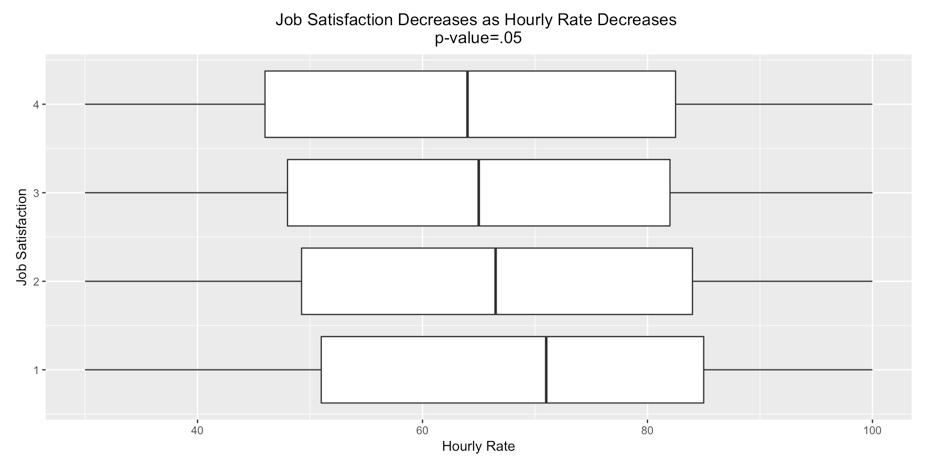 Job Satisfaction Decreases as Hourly Rate Decreases
p-value=.05
Job Satisfaction
4
3
2
1
40 60 80 100
Hourly Rate